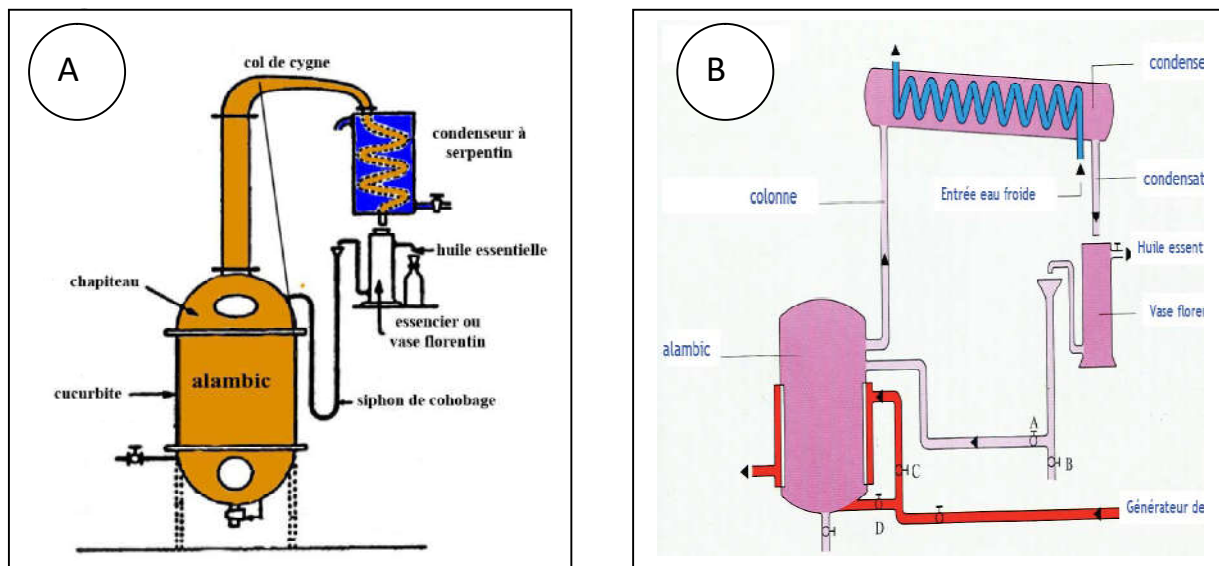 A
col de cygne
condenseur à
serpentin
huile essentielle
chapiteau
essencier ou
vase florentin
alambic
cucurbite
siphon de cohobage
B
condense
Entrée eau froide
condensat
colonne
Huile essent
Vase floren
alambic
A
B
C
D
Générateur de